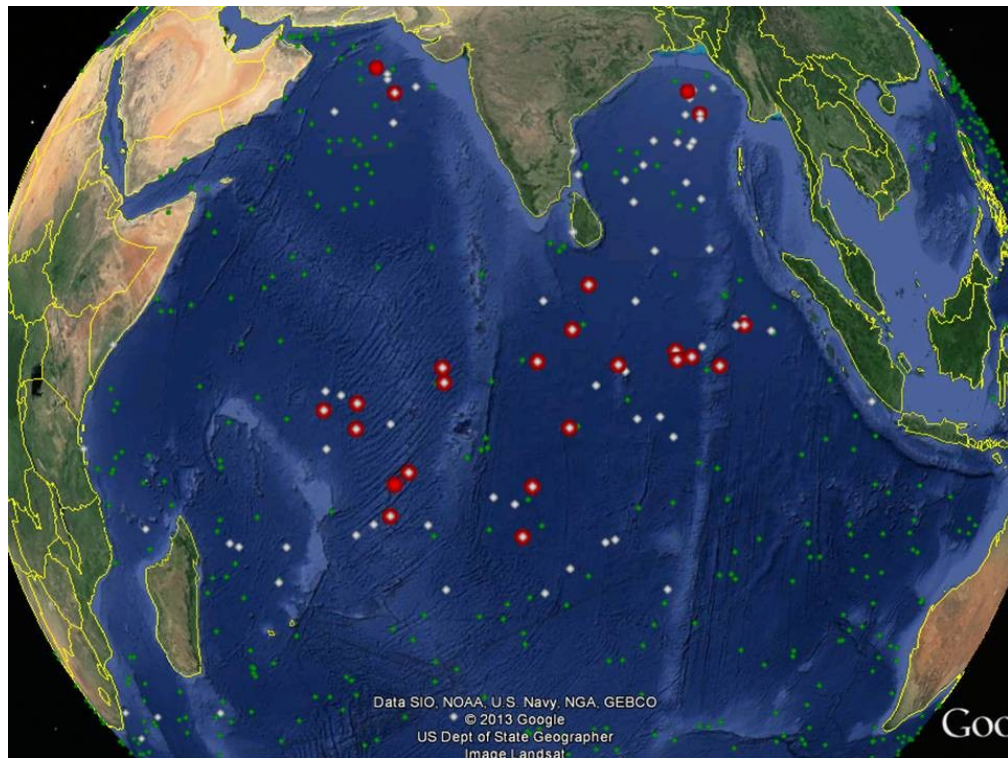 Data SIO, NOAA, U.S. Navy, NGA, GEBCO
© 2013 Google
US Dept of State Geographer
Image Landsat
Goo